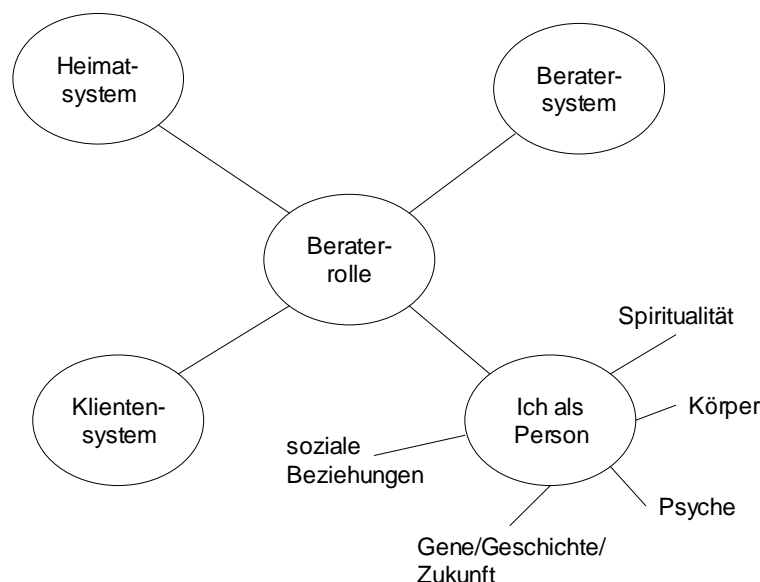 Heimat-
system
Berater-
system
Berater-
rolle
Spiritualität
Klienten-
system
Ich als
Person
Körper
soziale
Beziehungen
Psyche
Gene/Geschichte/
Zukunft